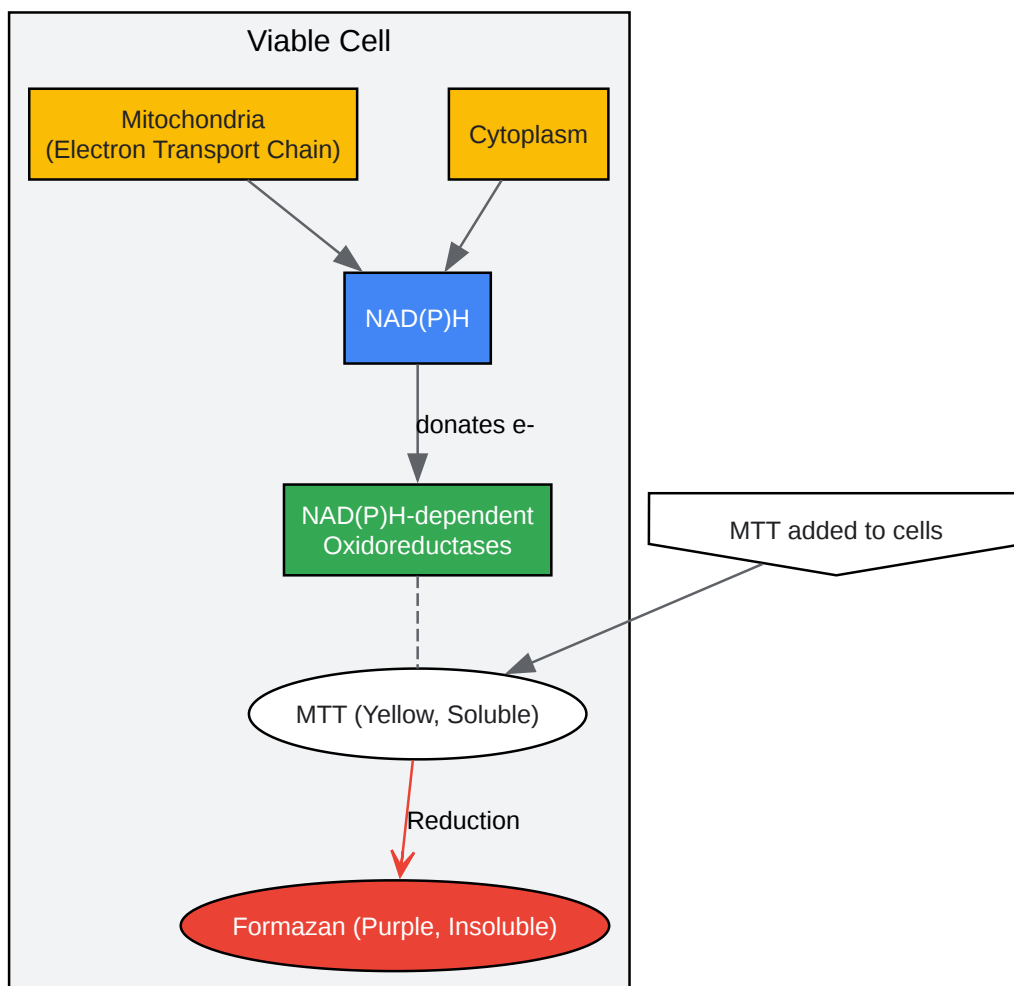 Viable Cell
Mitochondria
(Electron Transport Chain)
Cytoplasm
NAD(P)H
donates e-
NAD(P)H-dependent
Oxidoreductases
MTT added to cells
MTT (Yellow, Soluble)
Reduction
Formazan (Purple, Insoluble)